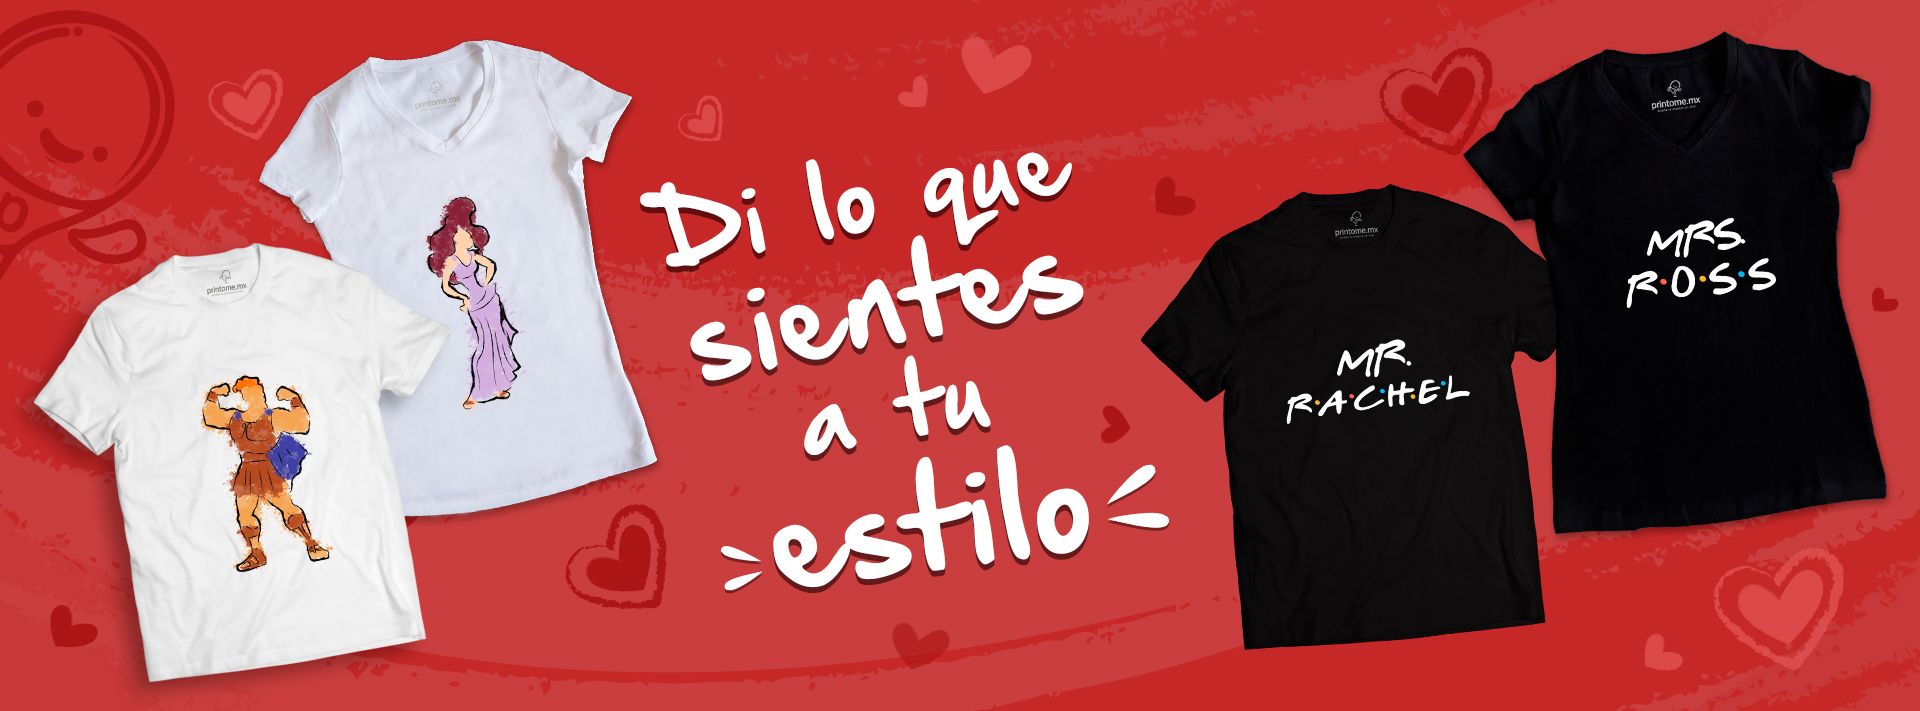 printome.mx
printome.mx
Di lo que
sientes
a tu
estilo
printome.mx
MR.
R·A·C·H·E·L
printome.mx
MRS.
R·O·S·S